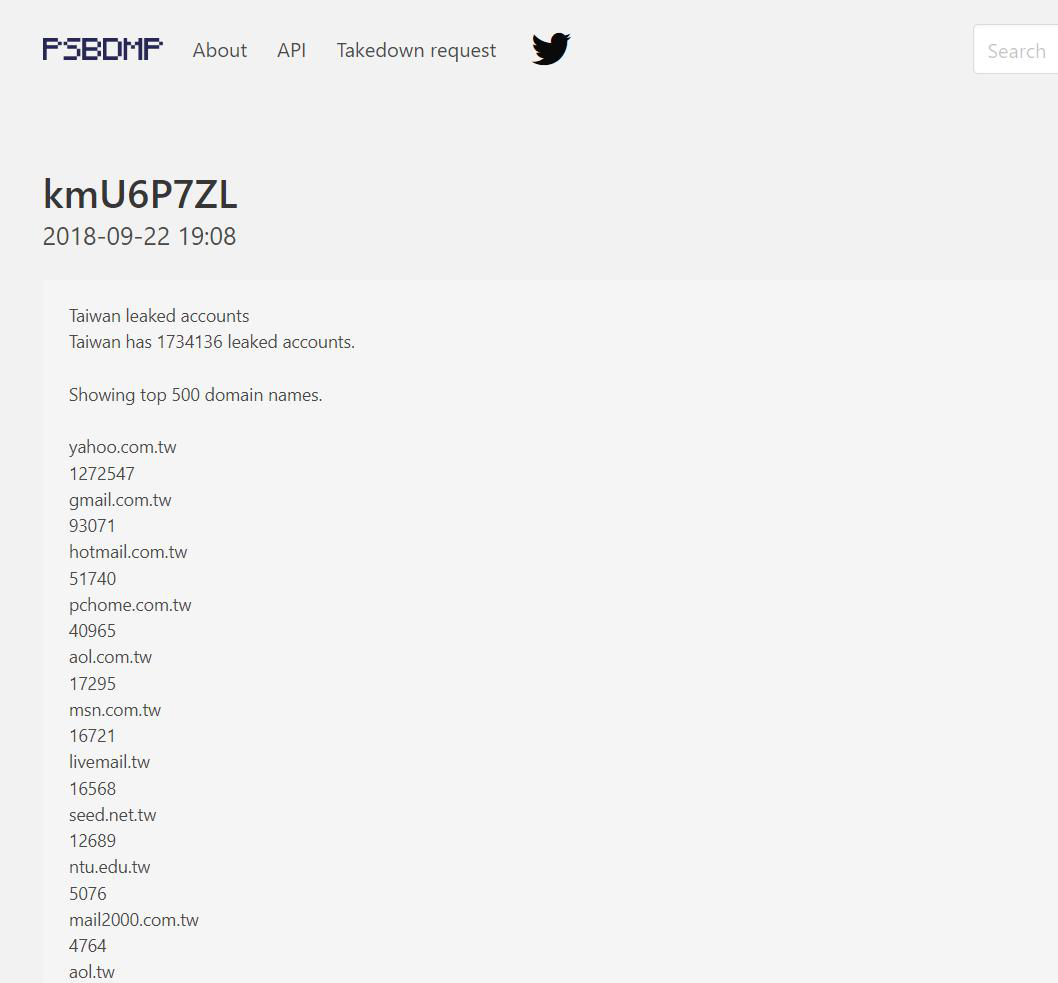 PSBDMP About API Takedown request Search
kmU6P7ZL
2018-09-22 19:08
Taiwan leaked accounts
Taiwan has 1734136 leaked accounts.
Showing top 500 domain names.
yahoo.com.tw
1272547
gmail.com.tw
93071
hotmail.com.tw
51740
pchome.com.tw
40965
aol.com.tw
17295
msn.com.tw
16721
livemail.tw
16568
seed.net.tw
12689
ntu.edu.tw
5076
mail2000.com.tw
4764
aol.tw